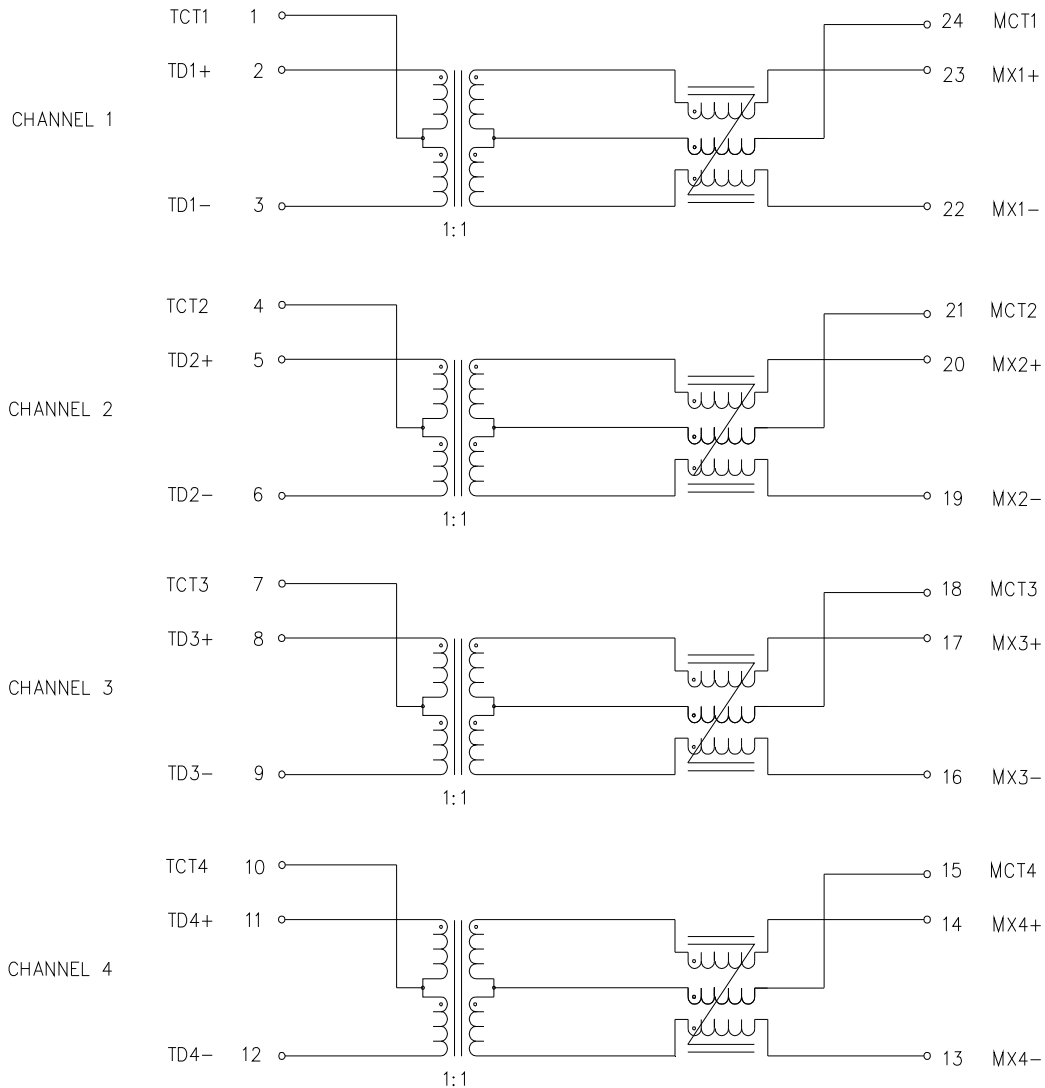 TCT1 1 24 MCT1
TD1+ 2 23 MX1+
CHANNEL 1
TD1− 3 22 MX1−
1:1
TCT2 4 21 MCT2
TD2+ 5 20 MX2+
CHANNEL 2
TD2− 6 19 MX2−
1:1
TCT3 7 18 MCT3
TD3+ 8 17 MX3+
CHANNEL 3
TD3− 9 16 MX3−
1:1
TCT4 10 15 MCT4
TD4+ 11 14 MX4+
CHANNEL 4
TD4− 12 13 MX4−
1:1